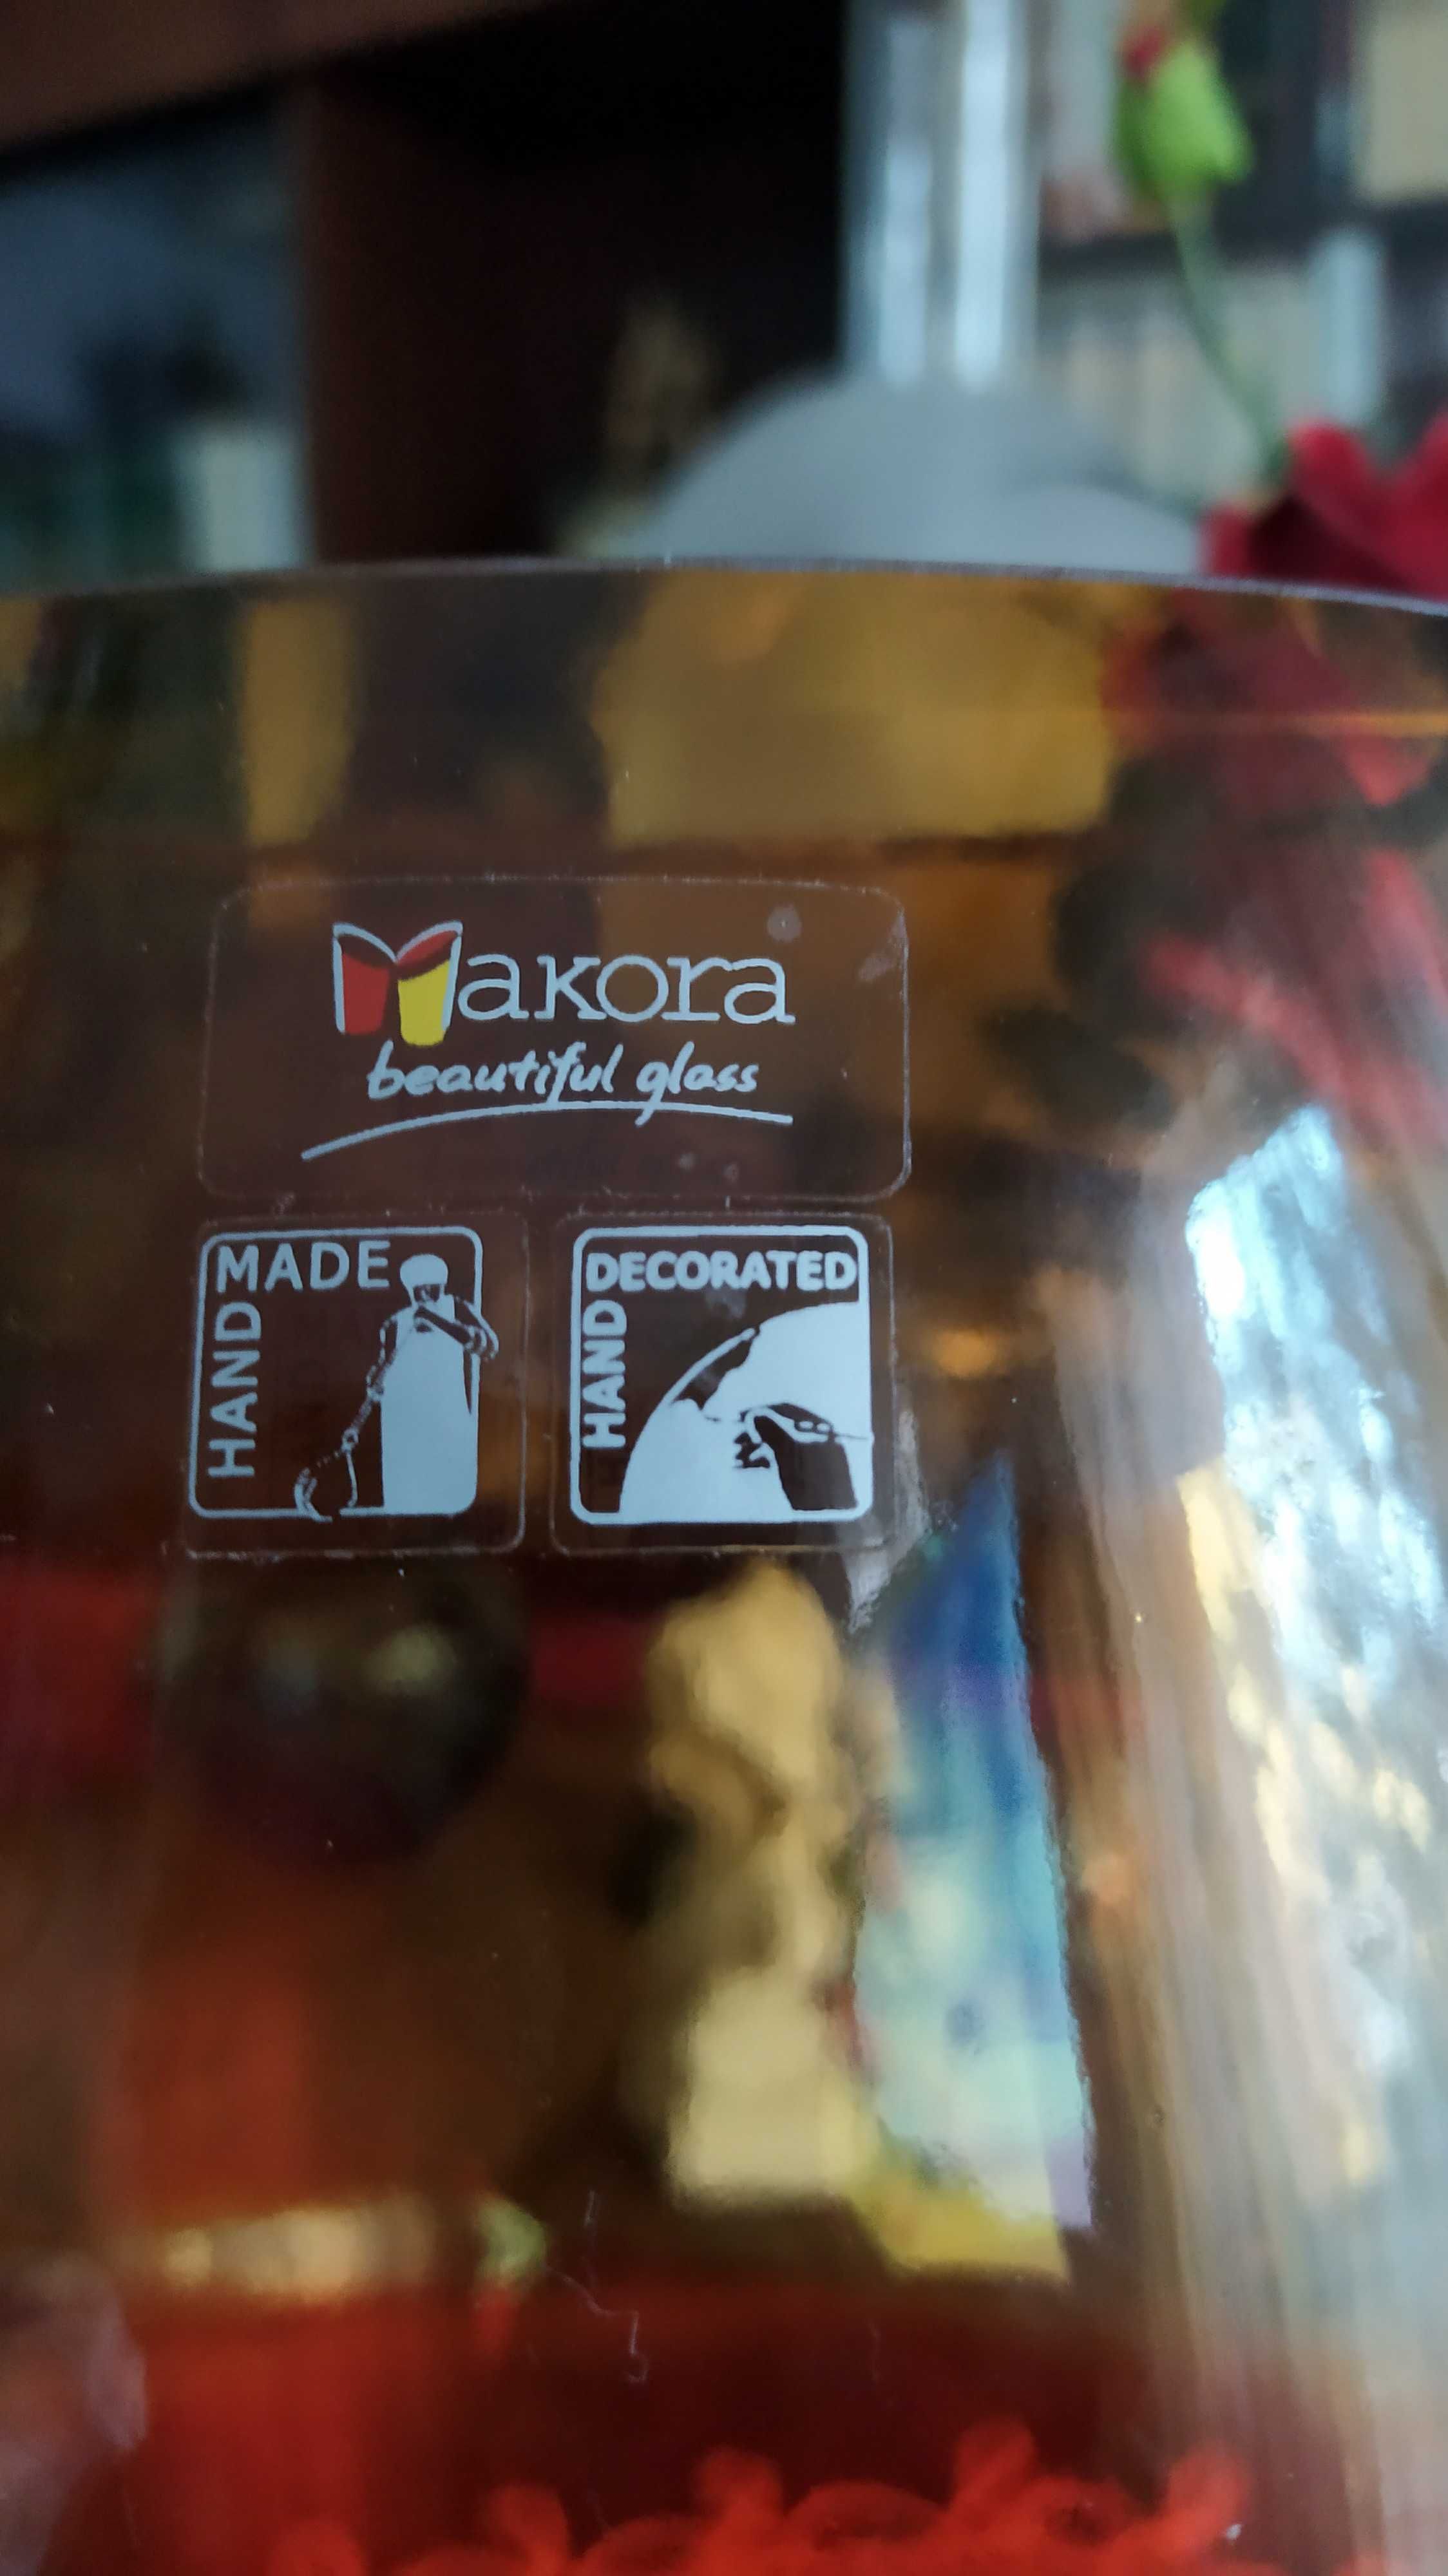 Makora
beautiful glass
HAND MADE
HAND DECORATED